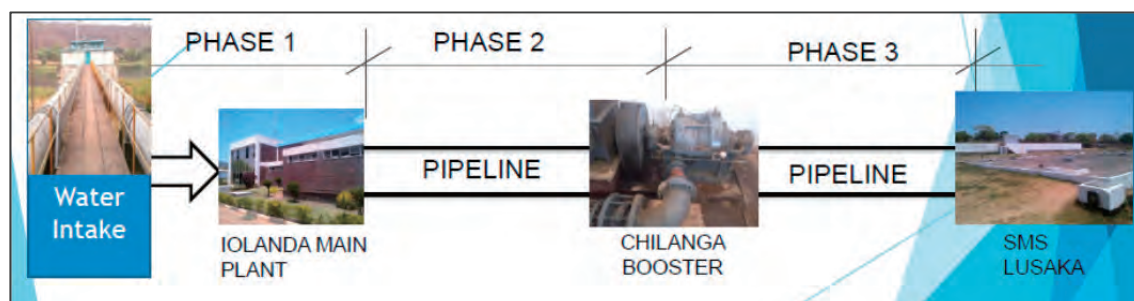 PHASE 1
PHASE 2
PHASE 3
Water
Intake
PIPELINE
PIPELINE
IOLANDA MAIN
PLANT
CHILANGA
BOOSTER
SMS
LUSAKA